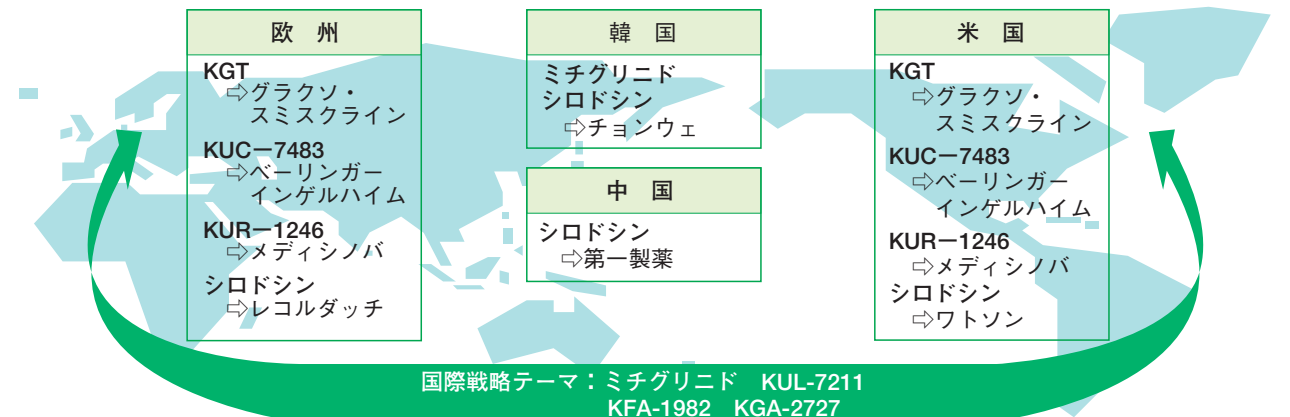 欧 州
KGT
⇨グラクソ・
スミスクライン
KUC－7483
⇨ベーリンガー
インゲルハイム
KUR－1246
⇨メディシノバ
シロドシン
⇨レコルダッチ
韓 国
ミチグリニド
シロドシン
⇨チョンウェ
中 国
シロドシン
⇨第一製薬
米 国
KGT
⇨グラクソ・
スミスクライン
KUC－7483
⇨ベーリンガー
インゲルハイム
KUR－1246
⇨メディシノバ
シロドシン
⇨ワトソン
国際戦略テーマ：ミチグリニド KUL-7211
KFA-1982 KGA-2727